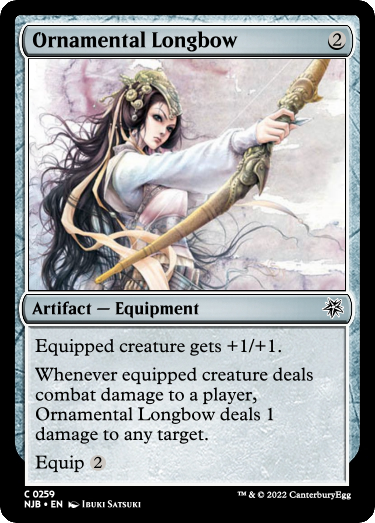 Ornamental Longbow 2
Artifact — Equipment
Equipped creature gets +1/+1.
Whenever equipped creature deals
combat damage to a player,
Ornamental Longbow deals 1
damage to any target.
Equip 2
C 0259
NJB • EN Ibuki Satsuki
™ & © 2022 CanterburyEgg